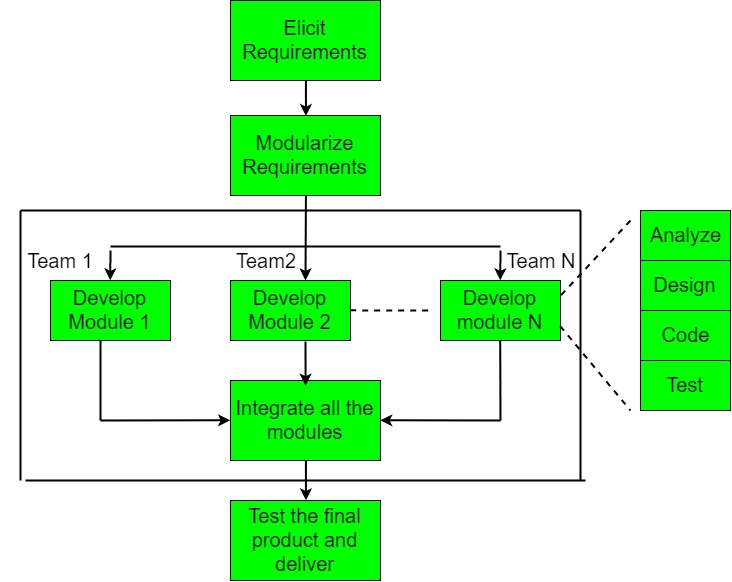 Elicit
Requirements
Modularize
Requirements
Team 1
Team2
Team N
Develop
Module 1
Develop
Module 2
Develop
module N
Analyze
Design
Code
Test
Integrate all the
modules
Test the final
product and
deliver